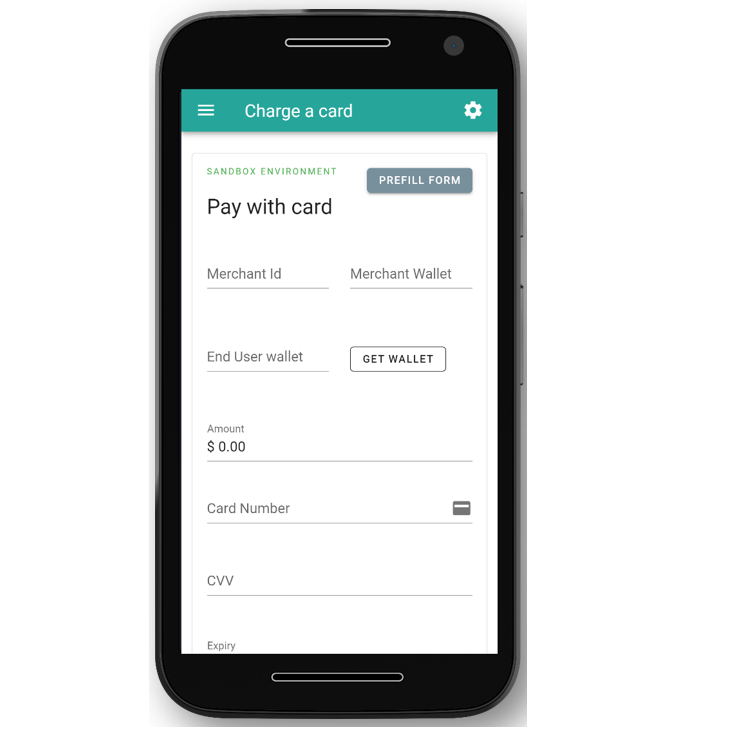 Charge a card
SANDBOX ENVIRONMENT
PREFILL FORM
Pay with card
Merchant Id
Merchant Wallet
End User wallet
GET WALLET
Amount
$ 0.00
Card Number
CVV
Expiry